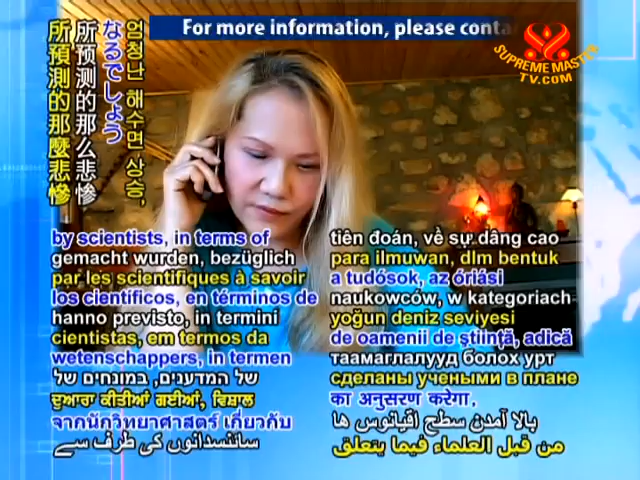 For more information, please conta
SUPREME MASTER
TV.COM
엄청난 해수면 상승,
なるでしょう
所预测的那么悲惨
所預測的那麼悲慘
by scientists, in terms of
gemacht wurden, bezüglich
par les scientifiques à savoir
los científicos, en términos de
hanno previsto, in termini
cientistas, em termos da
wetenschappers, in termen
של המדענים, במונחים של
ਦੁਆਰਾ ਕੀਤੀਆਂ ਗਈਆਂ, ਵਿਸ਼ਾਲ
จากนักวิทยาศาสตร์ เกี่ยวกับ
سائنسدانوں کی طرف سے
tiên đoán, về sự dâng cao
para ilmuwan, dlm bentuk
a tudósok, az óriási
naukowców, w kategoriach
yoğun deniz seviyesi
de oamenii de ştiinţă, adică
таамаглалууд болох урт
сделаны учеными в плане
का अनुसरण करेगा,
بالا آمدن سطح اقیانوس ها
من قبل العلماء فيما يتعلق